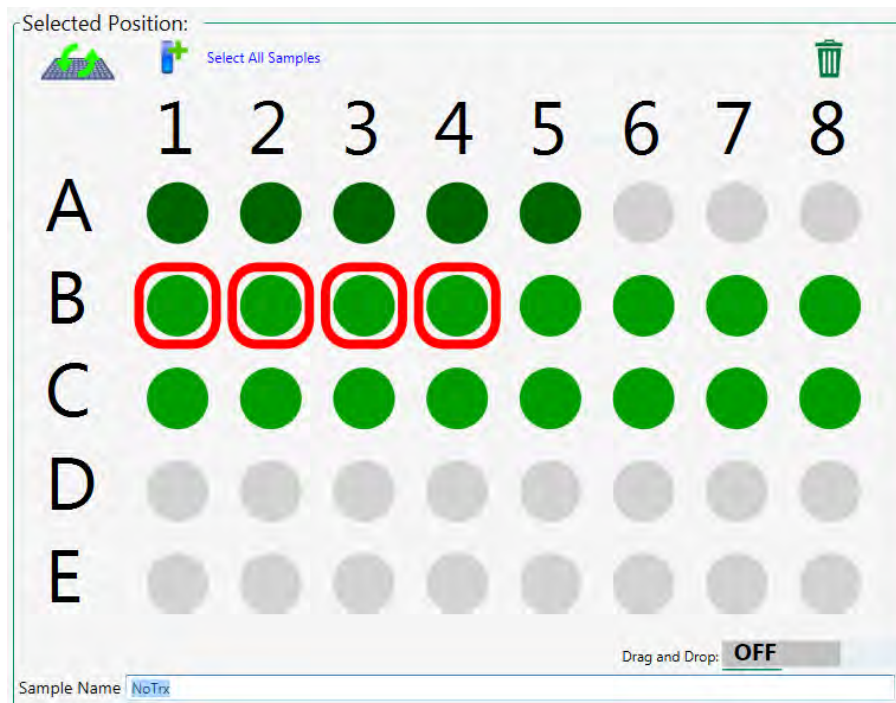 Selected Position:
Select All Samples
1 2 3 4 5 6 7 8
A
B
C
D
E
Drag and Drop: OFF
Sample Name NoTrx